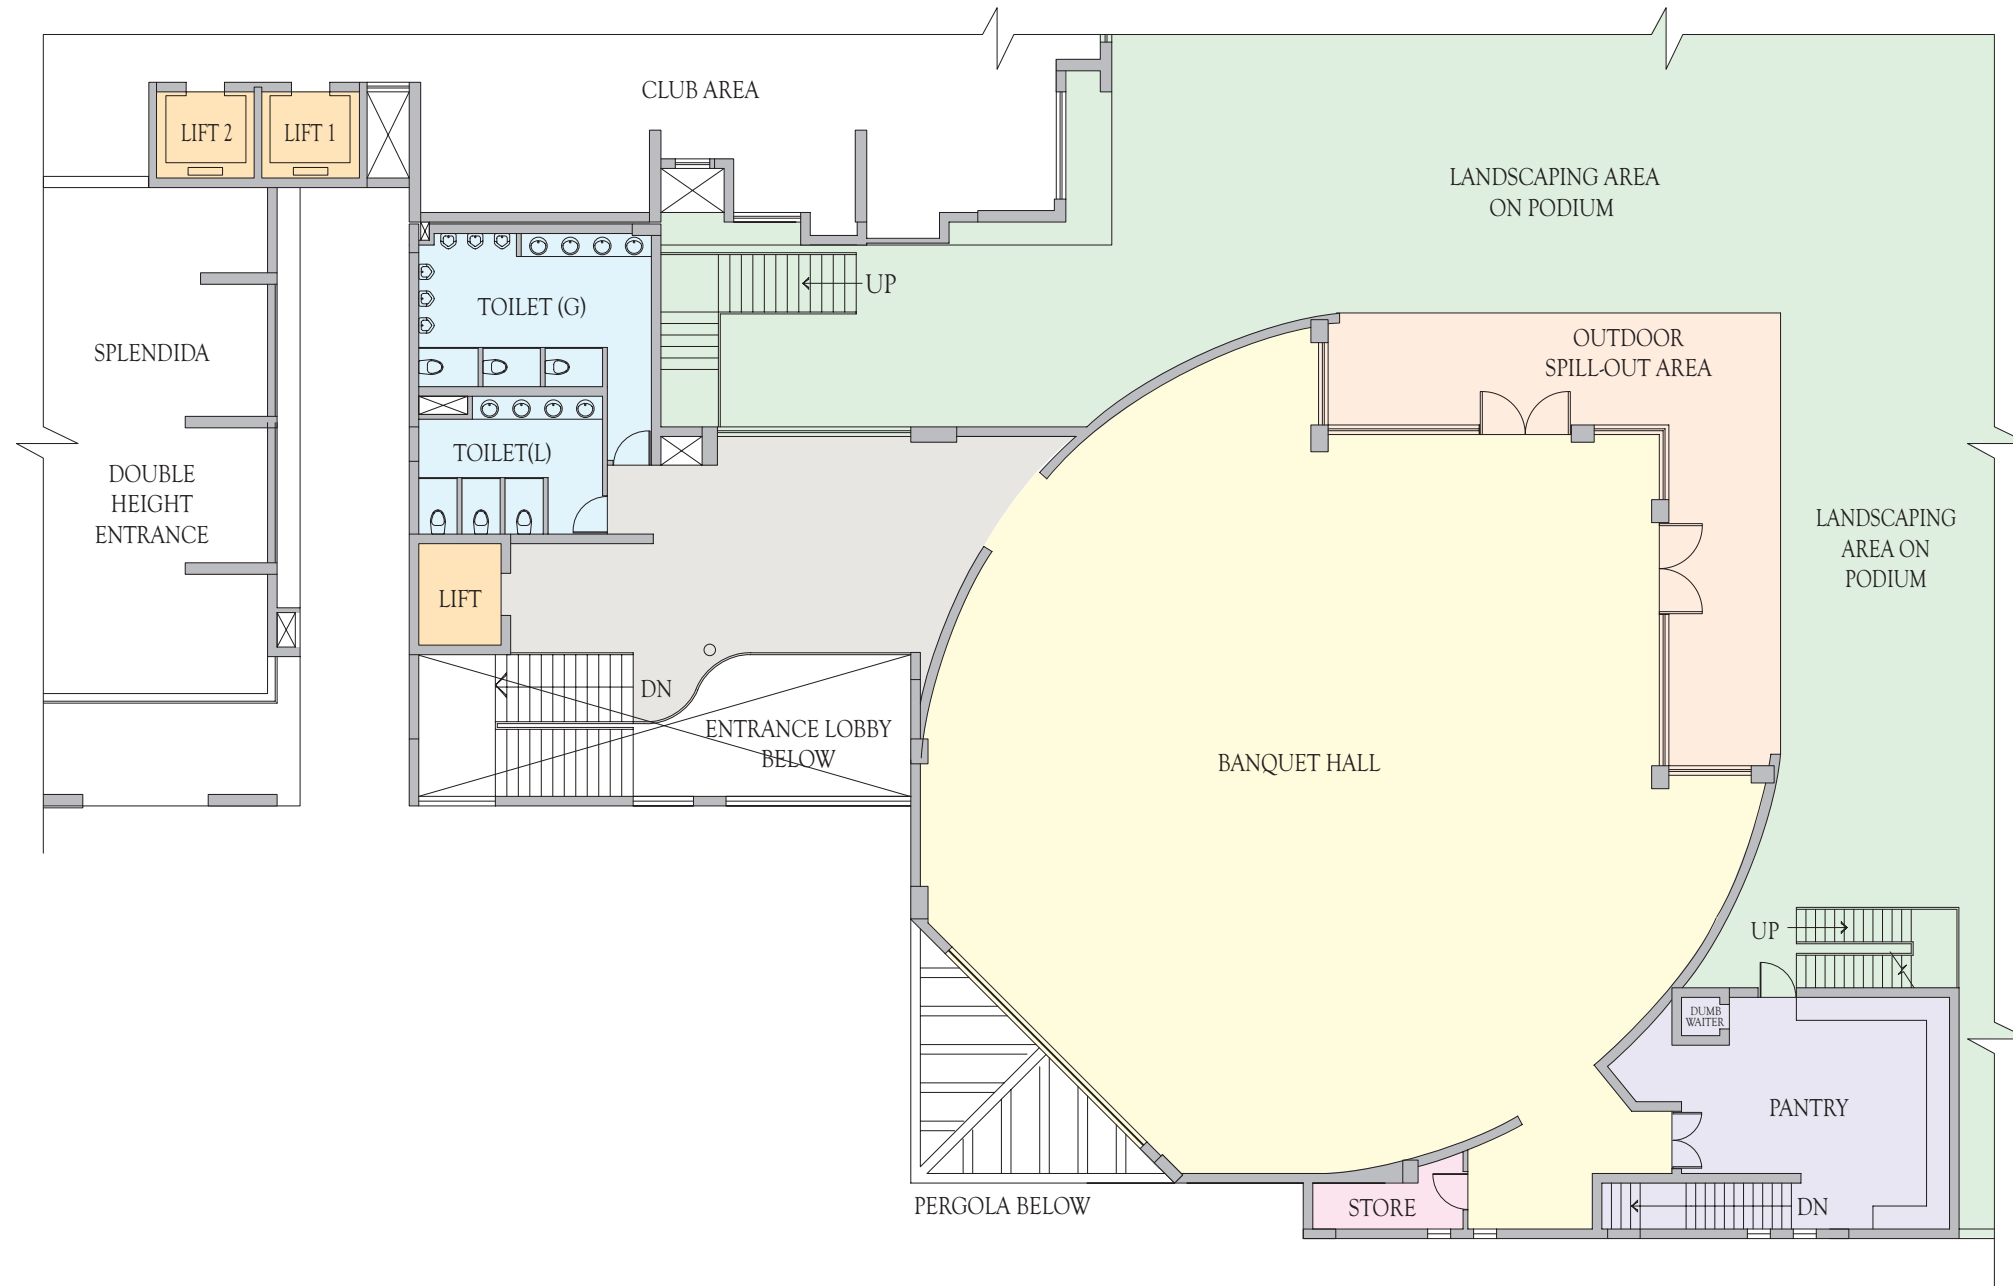 CLUB AREA
LIFT 2
LIFT 1
LANDSCAPING AREA
ON PODIUM
UP
TOILET (G)
OUTDOOR
SPILL-OUT AREA
SPLENDIDA
TOILET(L)
DOUBLE
HEIGHT
ENTRANCE
LANDSCAPING
AREA ON
PODIUM
LIFT
DN
ENTRANCE LOBBY
BELOW
BANQUET HALL
UP
DUMB
WAITER
PANTRY
PERGOLA BELOW
STORE
DN